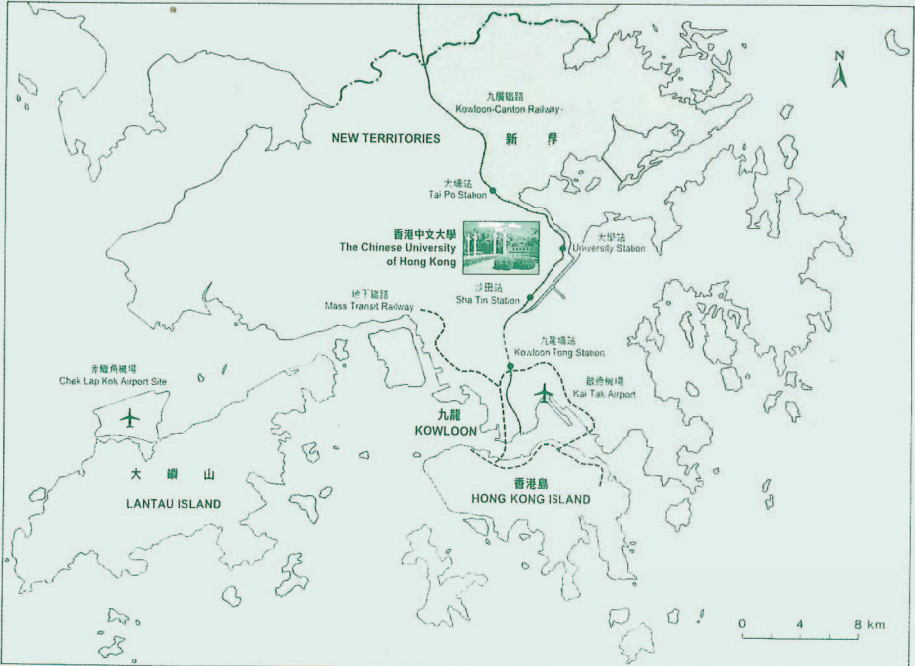 N
九廣鐵路
Kowloon-Canton Railway
NEW TERRITORIES
新界
大埔站
Tai Po Station
香港中文大學
The Chinese University
of Hong Kong
大學站
University Station
地下鐵路
Mass Transit Railway
沙田站
Sha Tin Station
九龍塘站
Kowloon Tong Station
赤鱲角機場
Chek Lap Kok Airport Site
啟德機場
Kai Tak Airport
九龍
KOWLOON
大嶼山
LANTAU ISLAND
香港島
HONG KONG ISLAND
0 4 8 km